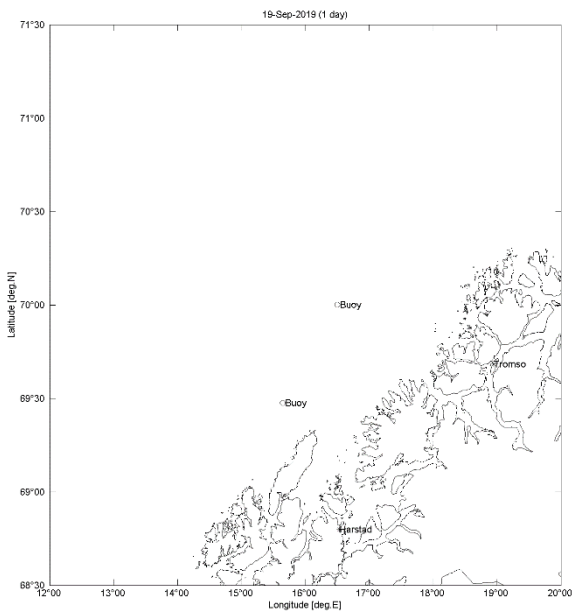 19-Sep-2019 (1 day)
71°30
71°00
70°30
70°00
69°30
69°00
68°30
Latitude [deg.N]
Buoy
Tromso
Buoy
Harstad
12°00 13°00 14°00 15°00 16°00 17°00 18°00 19°00 20°00
Longitude [deg.E]